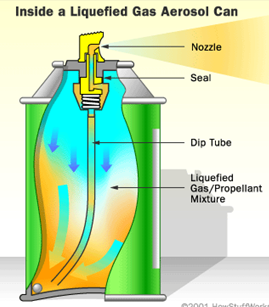 Inside a Liquefied Gas Aerosol Can
Nozzle
Seal
Dip Tube
Liquefied
Gas/Propellant
Mixture
©2001 HowStuffWorks